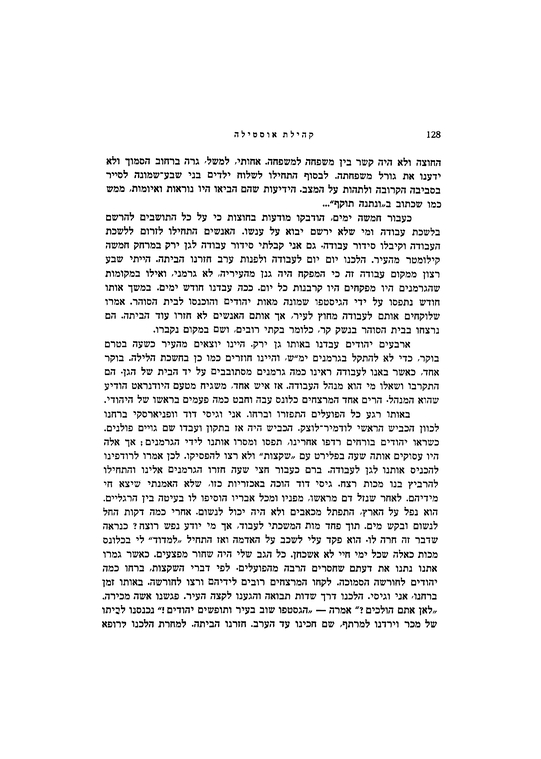 128
קהילת אוסטילה
החוצה ולא היה קשר בין משפחה למשפחה. אחותי, למשל, גרה ברחוב הסמוך ולא
ידענו את גורל משפחתה. לבסוף התחילו לשלוח ילדים בני שבע־שמונה לסייר
בסביבה הקרובה ולתהות על המצב. הידיעות שהם הביאו היו נוראות ואיומות, ממש
כמו שכתוב ב„ונתנה תוקף”...
כעבור חמשה ימים, הודבקו מודעות בחוצות כי על כל התושבים להרשם
בלשכת עבודה ומי שלא ירשם יבוא על ענשו. האנשים התחילו לזרום ללשכת
העבודה וקיבלו סידור עבודה. גם אני קבלתי סידור עבודה לגן ירק במרחק חמשה
קילומטר מהעיר. הלכנו יום יום לעבודה ולפנות ערב חזרנו הביתה. הייתי שבע
רצון ממקום עבודה זה כי המפקח היה גנן מהעיריה, לא גרמני, ואילו במקומות
שהגרמנים היו מפקחים היו קרבנות כל יום. ככה עבדנו חודש ימים. במשך אותו
חודש נתפסו על ידי הגיסטפו שמונה מאות יהודים והוכנסו לבית הסוהר. אמרו
שלוקחים אותם לעבודה מחוץ לעיר, אך אותם האנשים לא חזרו עוד הביתה. הם
נרצחו בבית הסוהר בנשק קר, כלומר בקתי רובים, ושם במקום נקברו.
ארבעים יהודים עבדנו באותו גן ירק. היינו יוצאים מהעיר כשעה בטרם
בוקר, כדי לא להתקל בגרמנים ימ״ש, והיינו חוזרים כמו כן בחשכת הלילה. בוקר
אחד, כאשר באנו לעבודה ראינו כמה גרמנים מסתובבים על יד הבית של הגן. הם
התקרבו ושאלו מי הוא מנהל העבודה. אז איש אחד, משגיח מטעם היודנראט הודיע
שהוא המנהל. הרים אחד המרצחים כלונס עבה וחבט כמה פעמים בראשו של היהודי.
באותו רגע כל הפועלים התפזרו וברחו. אני וגיסי דוד וופניארסקי ברחנו
לכוון הכביש הראשי לודמיר־לוצק. הכביש היה אז בתקון ועבדו שם גויים פולנים.
כשראו יהודים בורחים רדפו אחרינו, תפסו ומסרו אותנו לידי הגרמנים; אך אלה
היו עסוקים אותה שעה בפלירט עם „שקצות” ולא רצו להפסיקו. לכן אמרו לרודפינו
להכניס אותנו לגן לעבודה. ברם כעבור חצי שעה חזרו הגרמנים אלינו והתחילו
להרביץ בנו מכות רצח. גיסי דוד הוכה באכזריות כזו, שלא האמנתי שיצא חי
מידיהם. לאחר שנזל דם מראשו, מפניו ומכל אבריו הוסיפו לו בעיטה בין הרגליים.
הוא נפל על הארץ, התפתל מכאבים ולא היה יכול לנשום. אחרי כמה דקות החל
לנשום ובקש מים. תוך פחד מות המשכתי לעבוד, אך מי יודע נפש רוצח? כנראה
שדבר זה חרה לו. הוא פקד עלי לשכב על האדמה ואז התחיל „למדוד” לי בכלונס
מכות כאלה שכל ימי חיי לא אשכחן. כל הגב שלי היה שחור מפצעים. כאשר גמרו
אתנו נתנו את דעתם שחסרים הרבה מהפועלים. לפי דברי השקצות, ברחו כמה
יהודים לחורשה הסמוכה. לקחו המרצחים רובים לידיהם ורצו לחורשה. באותו זמן
ברחנו, אני וגיסי. הלכנו דרך שדות תבואה והגענו לקצה העיר. פגשנו אשה מכירה.
„לאן אתם הולכים?” אמרה — „הגסטפו שוב בעיר ותופשים יהודים!” נכנסנו לביתו
של מכר וירדנו למרתף, שם חכינו עד הערב. חזרנו הביתה. למחרת הלכנו לרופא